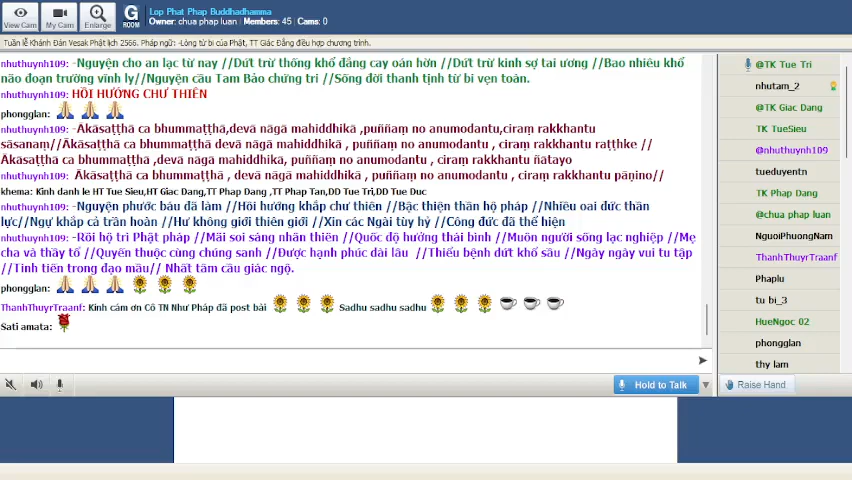 Lop Phat Phap Buddhadhamma
Owner: chua phap luan | Members: 45 | Cams: 0
View Cam
My Cam
Enlarge
G ROOM
Tuần lễ Khánh Đản Vesak Phật lịch 2566. Pháp ngữ: -Lòng từ bi của Phật, TT Giác Đẳng điều hợp chương trình.
nhuthuynh109: -Nguyện cho an lạc từ nay //Dứt trừ thống khổ đắng cay oán hờn //Dứt trừ kinh sợ tai ương //Bao nhiêu khổ
não đoạn trường vĩnh ly//Nguyện cầu Tam Bảo chứng tri //Sống đời thanh tịnh từ bi vẹn toàn.
nhuthuynh109: HỒI HƯỚNG CHƯ THIÊN
phongglan:
nhuthuynh109: -Ākāsaṭṭhā ca bhummaṭṭhā,devā nāgā mahiddhikā ,puññaṃ no anumodantu,ciraṃ rakkhantu
sāsanaṃ//Ākāsaṭṭhā ca bhummaṭṭhā devā nāgā mahiddhikā , puññaṃ no anumodantu , ciraṃ rakkhantu raṭṭhke //
Ākāsaṭṭhā ca bhummaṭṭhā ,devā nāgā mahiddhikā, puññaṃ no anumodantu , ciraṃ rakkhantu ñatayo
nhuthuynh109: Ākāsaṭṭhā ca bhummaṭṭhā , devā nāgā mahiddhikā , puññaṃ no anumodantu , ciraṃ rakkhantu pāṇino//
khema: Kinh danh le HT Tue Sieu,HT Giac Dang,TT Phap Dang ,TT Phap Tan,DD Tue Tri,DD Tue Duc
nhuthuynh109: -Nguyện phước báu đã làm //Hồi hướng khắp chư thiên //Bậc thiện thần hộ pháp //Nhiều oai đức thần
lực//Ngự khắp cả trần hoàn // Hư không giới thiên giới //Xin các Ngài tùy hỷ //Công đức đã thể hiện
nhuthuynh109: -Rồi hộ trì Phật pháp //Mãi soi sáng nhân thiên //Quốc độ hưởng thái bình //Muôn người sống lạc nghiệp //Mẹ
cha và thầy tổ //Quyến thuộc cùng chúng sanh //Được hạnh phúc dài lâu //Thiểu bệnh dứt khổ sầu //Ngày ngày vui tu tập
//Tinh tiến trong đạo mầu// Nhất tâm cầu giác ngộ.
phongglan:
ThanhThuyrTraanf: Kính cám ơn Cô TN Như Pháp đã post bài Sadhu sadhu sadhu
Sati amata:
Hold to Talk
@TK Tue Tri
nhutam_2
@TK Giac Dang
TK TueSieu
@nhuthuynh109
tueduyentn
TK Phap Dang
@chua phap luan
NguoiPhuongNam
ThanhThuyrTraanf
Phaplu
tu bi_3
HueNgoc 02
phongglan
thy lam
Raise Hand